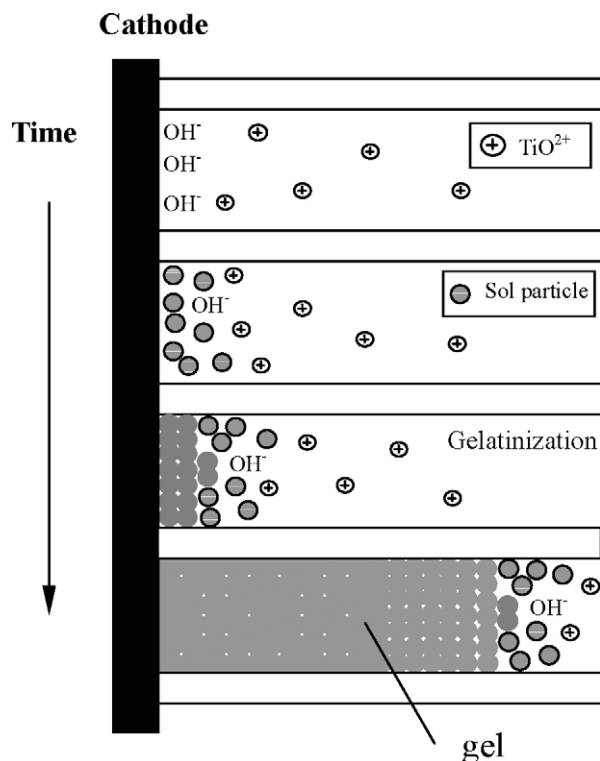 Cathode
Time
OH⁻
TiO²⁺
OH⁻
OH⁻
Sol particle
OH⁻
Gelatinization
OH⁻
OH⁻
gel